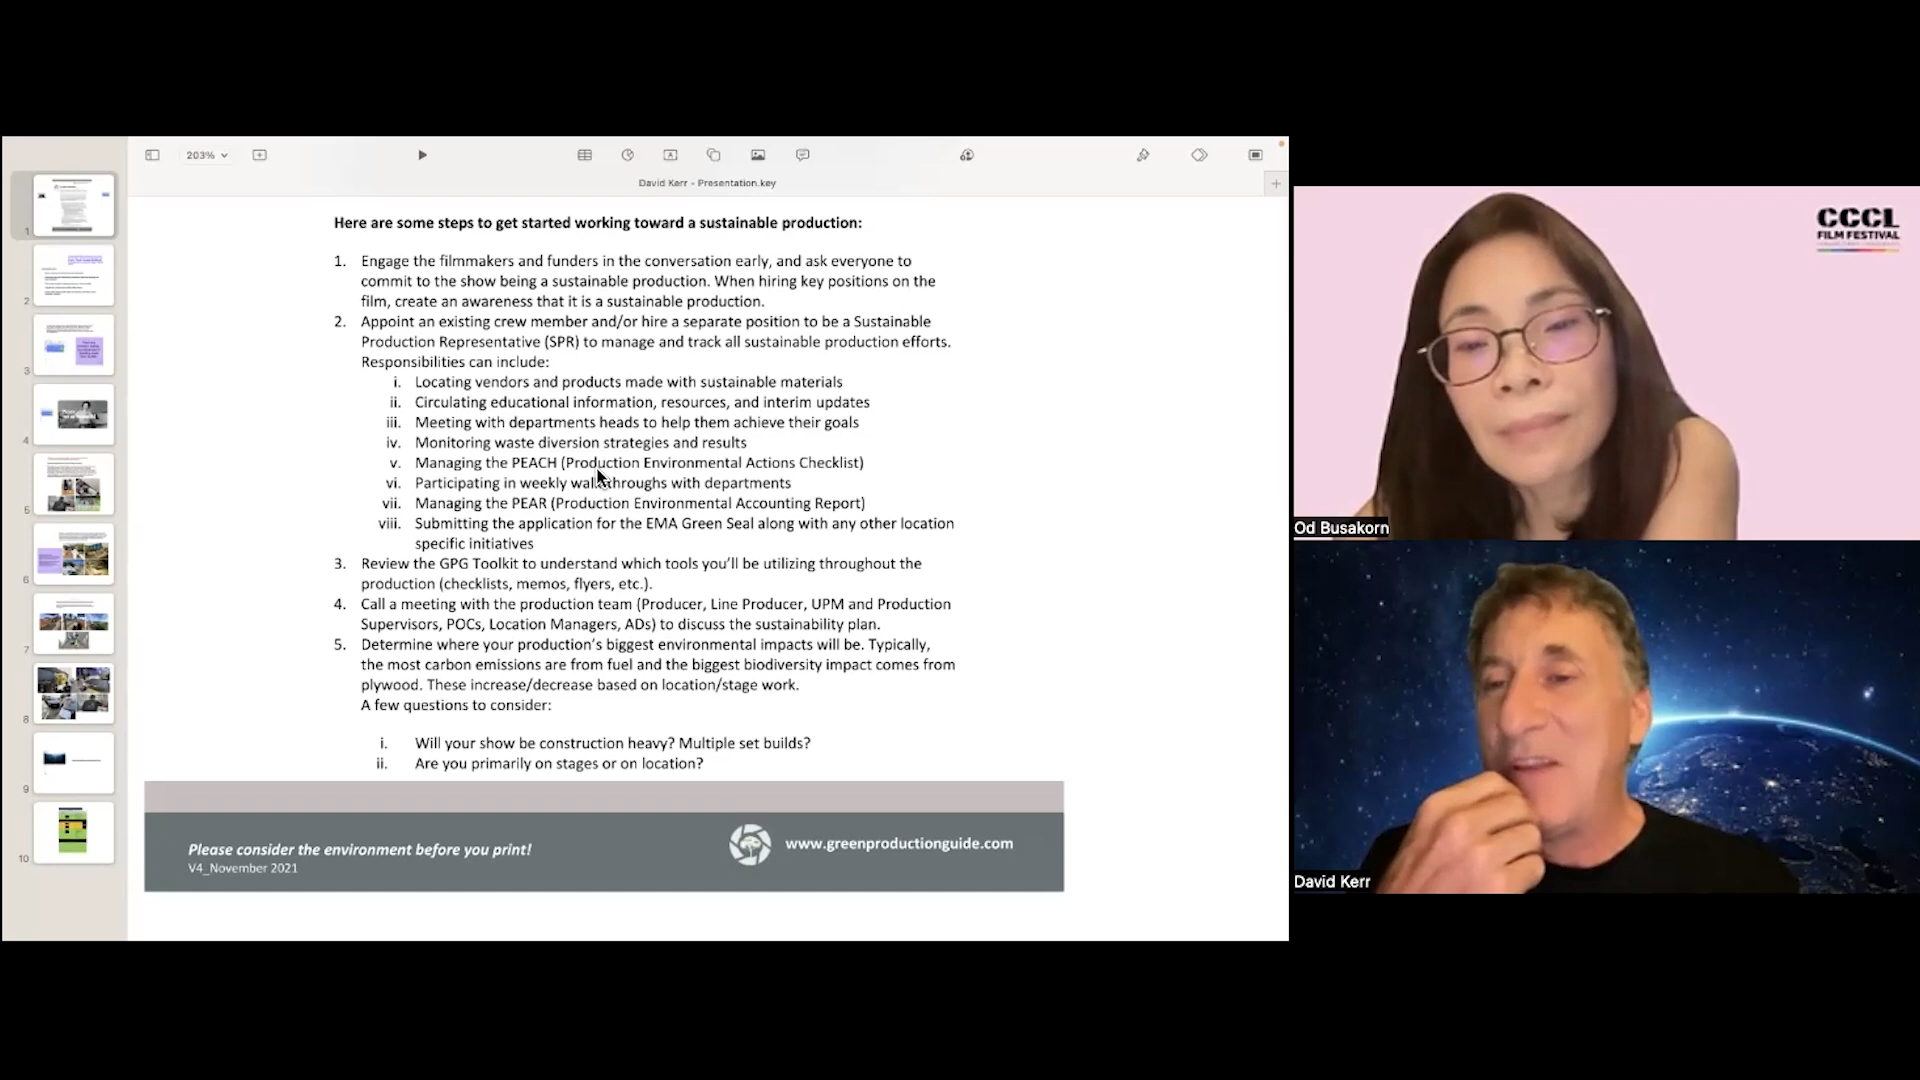 203%
David Kerr - Presentation.key
Here are some steps to get started working toward a sustainable production:
1. Engage the filmmakers and funders in the conversation early, and ask everyone to
commit to the show being a sustainable production. When hiring key positions on the
film, create an awareness that it is a sustainable production.
2. Appoint an existing crew member and/or hire a separate position to be a Sustainable
Production Representative (SPR) to manage and track all sustainable production efforts.
Responsibilities can include:
i. Locating vendors and products made with sustainable materials
ii. Circulating educational information, resources, and interim updates
iii. Meeting with departments heads to help them achieve their goals
iv. Monitoring waste diversion strategies and results
v. Managing the PEACH (Production Environmental Actions Checklist)
vi. Participating in weekly walkthroughs with departments
vii. Managing the PEAR (Production Environmental Accounting Report)
viii. Submitting the application for the EMA Green Seal along with any other location
specific initiatives
3. Review the GPG Toolkit to understand which tools you’ll be utilizing throughout the
production (checklists, memos, flyers, etc.).
4. Call a meeting with the production team (Producer, Line Producer, UPM and Production
Supervisors, POCs, Location Managers, ADs) to discuss the sustainability plan.
5. Determine where your production’s biggest environmental impacts will be. Typically,
the most carbon emissions are from fuel and the biggest biodiversity impact comes from
plywood. These increase/decrease based on location/stage work.
A few questions to consider:
i. Will your show be construction heavy? Multiple set builds?
ii. Are you primarily on stages or on location?
Please consider the environment before you print!
V4_November 2021
www.greenproductionguide.com
1
2
3
4
5
6
7
8
9
10
CCCL
FILM FESTIVAL
Od Busakorn
David Kerr